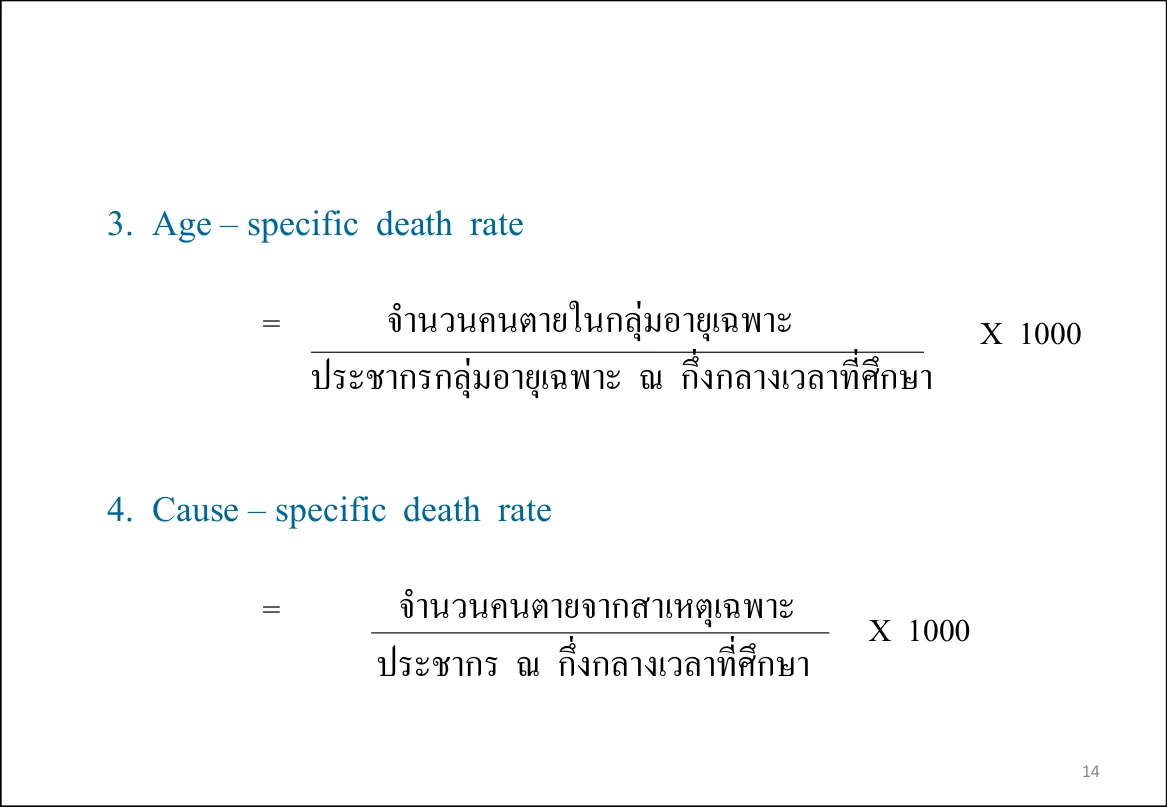 3. Age – specific death rate
= จำนวนคนตายในกลุ่มอายุเฉพาะ X 1000
ประชากรกลุ่มอายุเฉพาะ ณ กึ่งกลางเวลาที่ศึกษา
4. Cause – specific death rate
= จำนวนคนตายจากสาเหตุเฉพาะ X 1000
ประชากร ณ กึ่งกลางเวลาที่ศึกษา
14